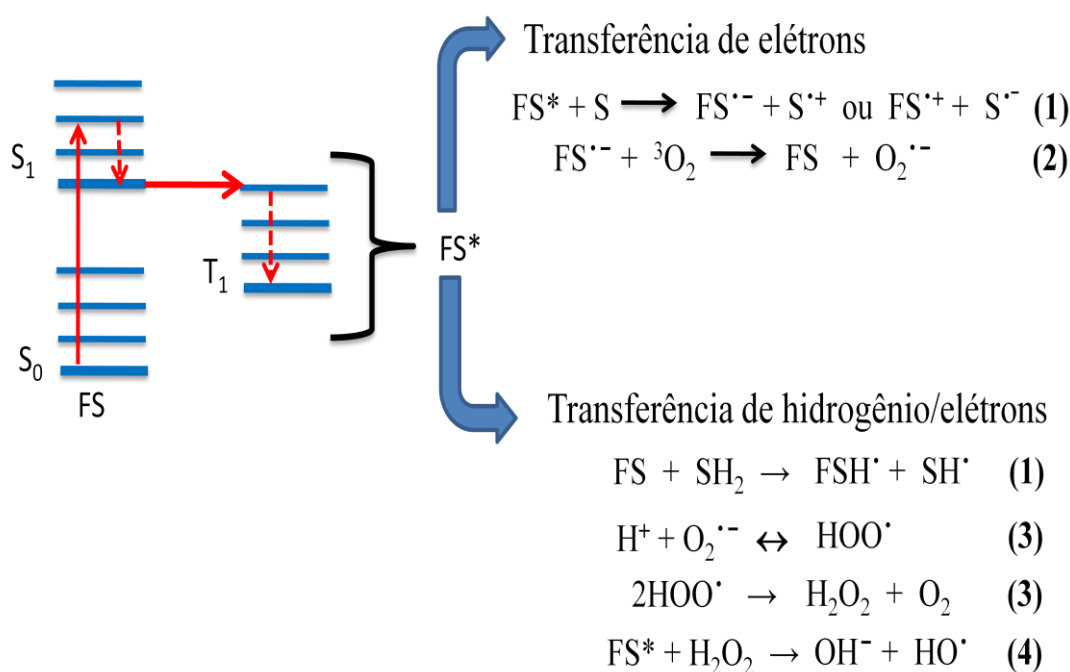 Transferência de elétrons
FS* + S → FS˙⁻ + S˙⁺ ou FS˙⁺ + S˙⁻ (1)
FS˙⁻ + ³O₂ → FS + O₂˙⁻ (2)
S₁
T₁
FS*
S₀
FS
Transferência de hidrogênio/elétrons
FS + SH₂ → FSH˙ + SH˙ (1)
H⁺ + O₂˙⁻ ↔ HOO˙ (3)
2HOO˙ → H₂O₂ + O₂ (3)
FS* + H₂O₂ → OH⁻ + HO˙ (4)